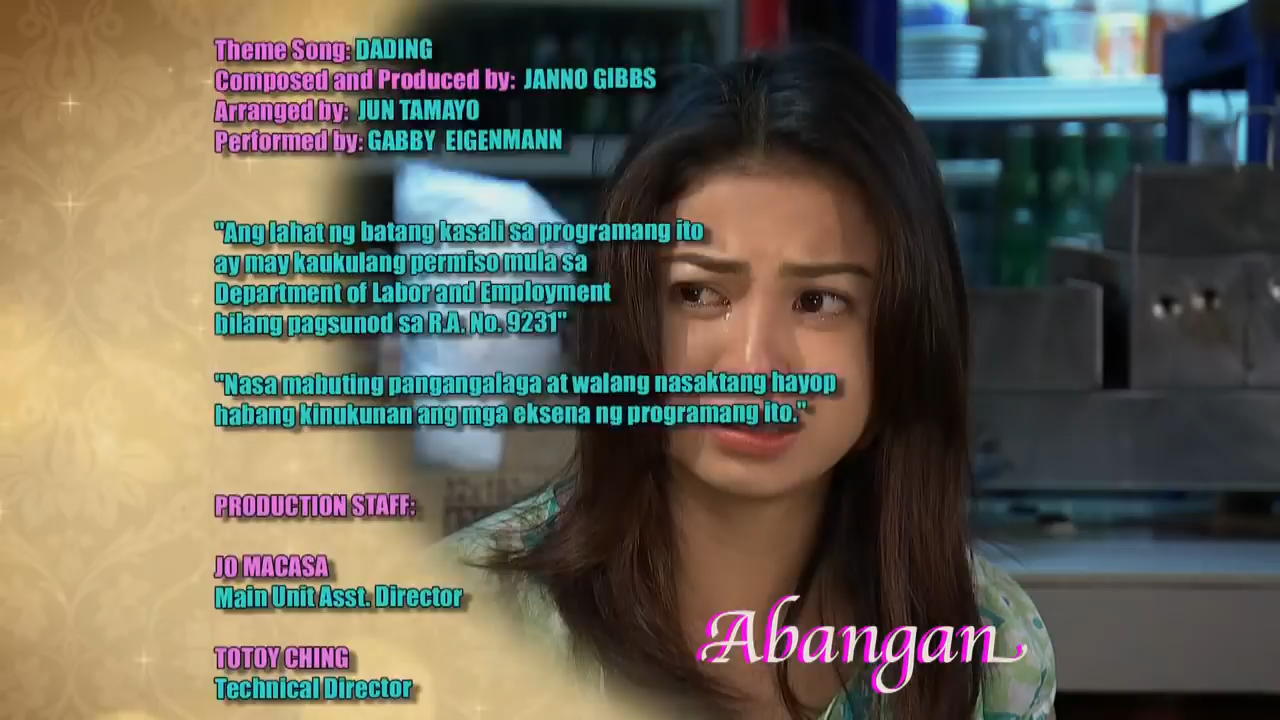 Theme Song: DADING
Composed and Produced by: JANNO GIBBS
Arranged by: JUN TAMAYO
Performed by: GABBY EIGENMANN
"Ang lahat ng batang kasali sa programang ito
ay may kaukulang permiso mula sa
Department of Labor and Employment
bilang pagsunod sa R.A. No. 9231"
"Nasa mabuting pangangalaga at walang nasaktang hayop
habang kinukunan ang mga eksena ng programang ito."
PRODUCTION STAFF:
JO MACASA
Main Unit Asst. Director
TOTOY CHING
Technical Director
Abangan